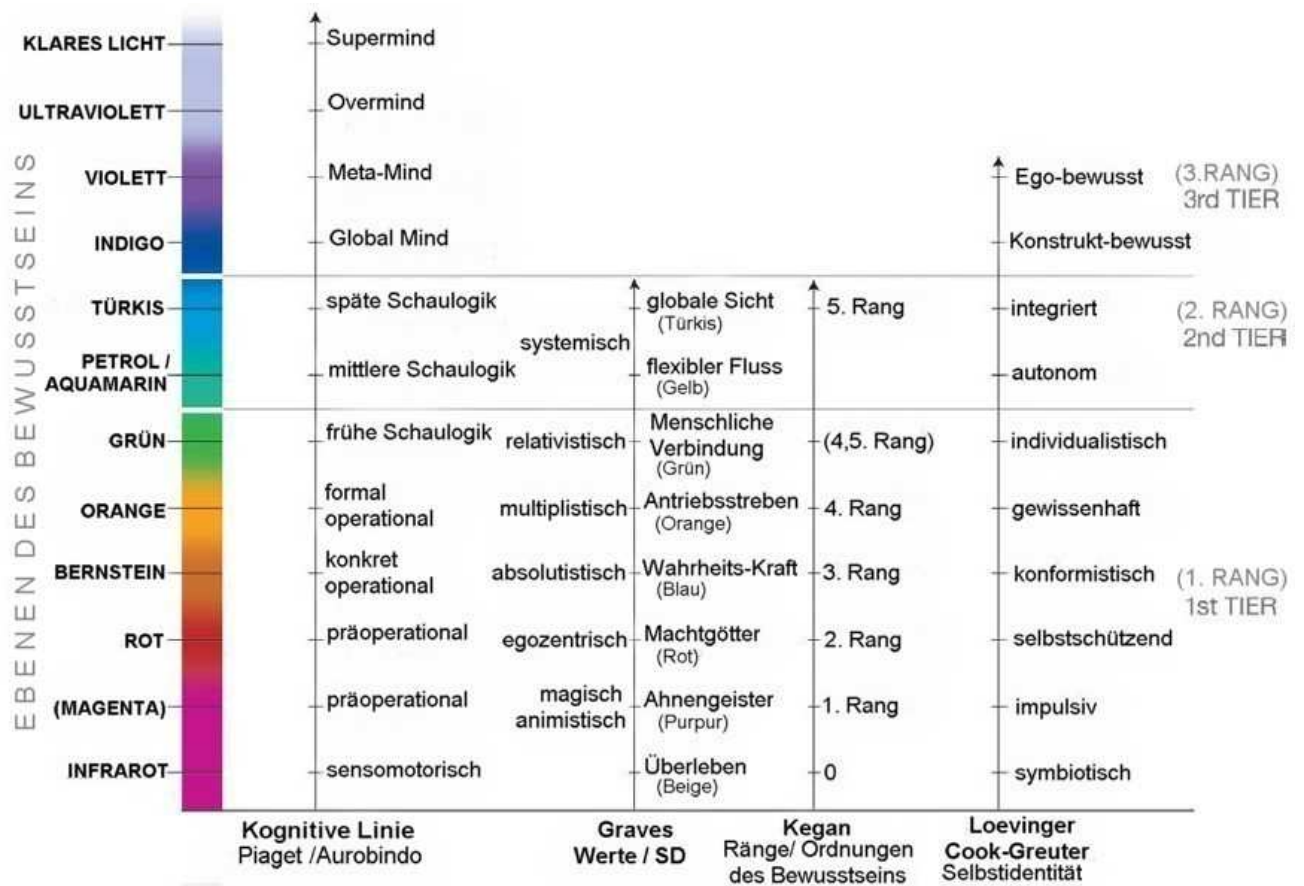 KLARES LICHT
Supermind
ULTRAVIOLETT
Overmind
VIOLETT
Meta-Mind
Ego-bewusst
(3.RANG)
3rd TIER
INDIGO
Global Mind
Konstrukt-bewusst
TÜRKIS
späte Schaulogik
globale Sicht
(Türkis)
5. Rang
integriert
(2. RANG)
2nd TIER
systemisch
PETROL /
AQUAMARIN
mittlere Schaulogik
flexibler Fluss
(Gelb)
autonom
GRÜN
frühe Schaulogik
relativistisch
Menschliche
Verbindung
(Grün)
(4,5. Rang)
individualistisch
ORANGE
formal
operational
multiplistisch
Antriebsstreben
(Orange)
4. Rang
gewissenhaft
BERNSTEIN
konkret
operational
absolutistisch
Wahrheits-Kraft
(Blau)
3. Rang
konformistisch
(1. RANG)
1st TIER
ROT
präoperational
egozentrisch
Machtgötter
(Rot)
2. Rang
selbstschützend
(MAGENTA)
präoperational
magisch
animistisch
Ahnengeister
(Purpur)
1. Rang
impulsiv
INFRAROT
sensomotorisch
Überleben
(Beige)
0
symbiotisch
EBENEN DES BEWUSSTSEINS
Kognitive Linie
Piaget /Aurobindo
Graves
Werte / SD
Kegan
Ränge/ Ordnungen
des Bewusstseins
Loevinger
Cook-Greuter
Selbstidentität